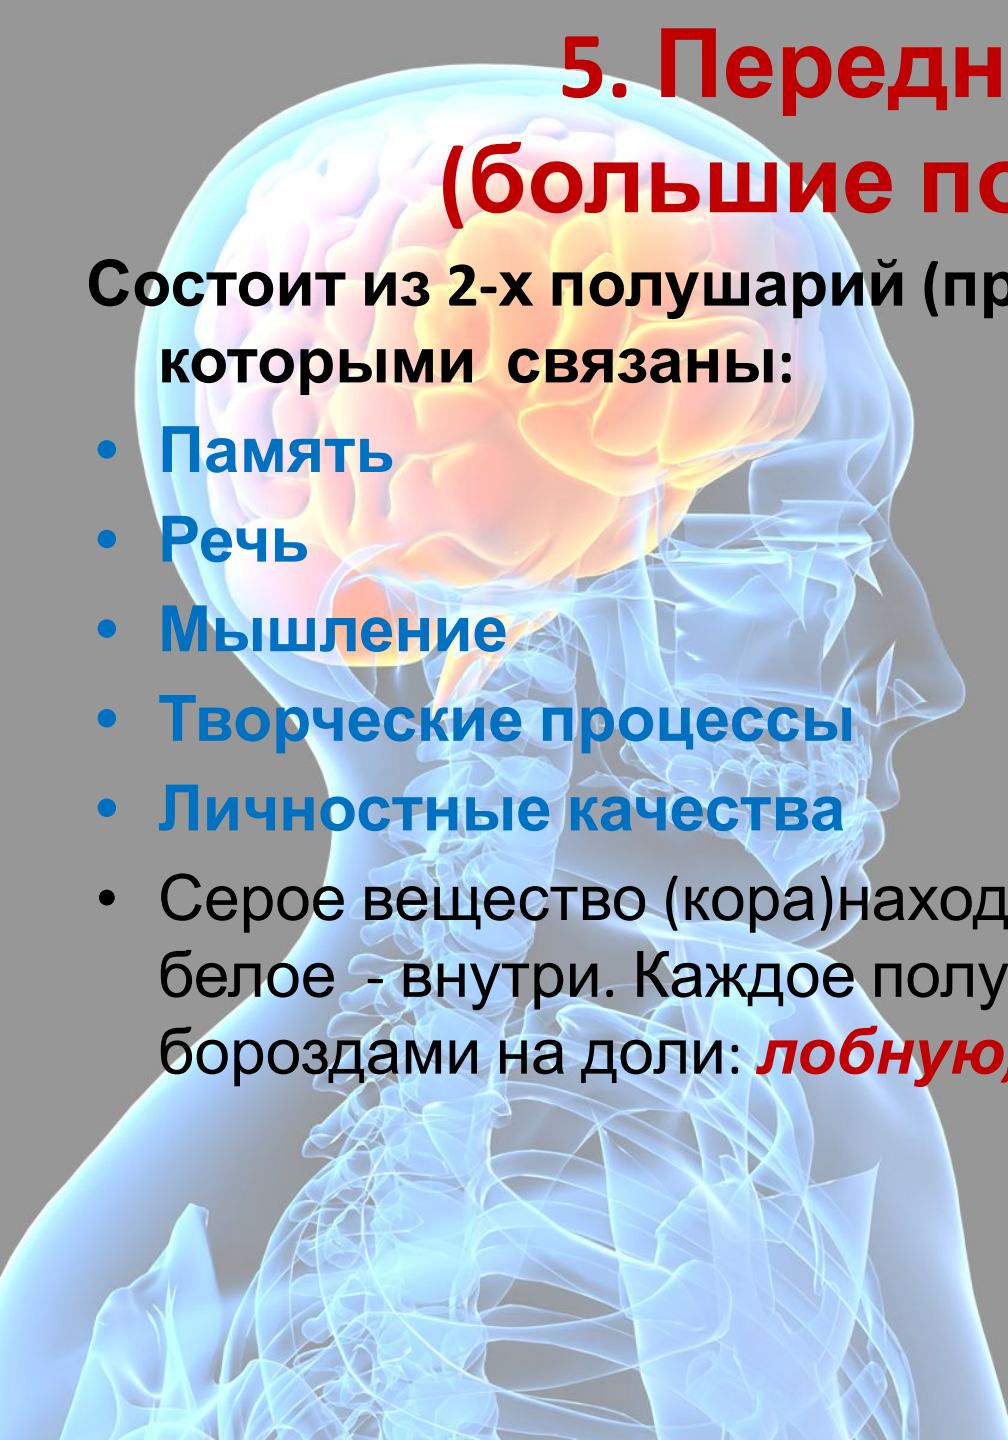 5. Передн
(большие по
Состоит из 2-х полушарий (пр
которыми связаны:
• Память
• Речь
• Мышление
• Творческие процессы
• Личностные качества
• Серое вещество (кора)наход
белое - внутри. Каждое полу
бороздами на доли: лобную,